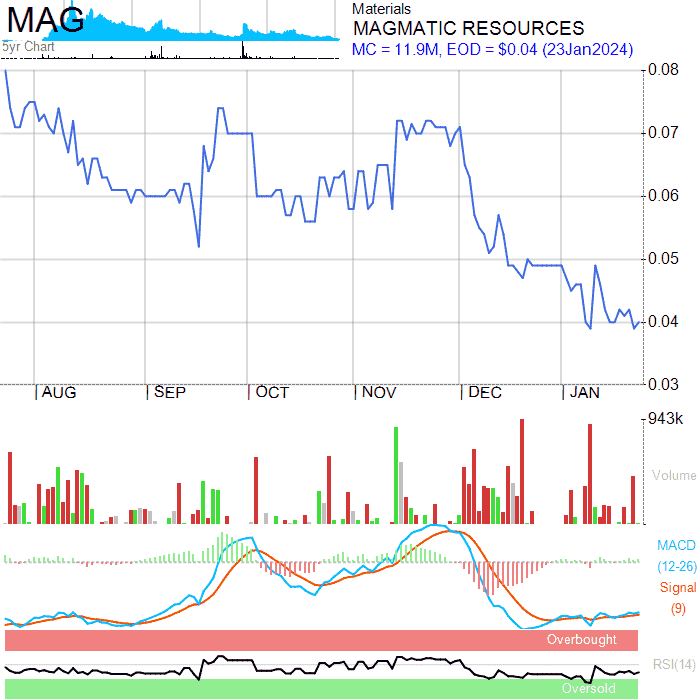 MAG
5yr Chart
Materials
MAGMATIC RESOURCES
MC = 11.9M, EOD = $0.04 (23Jan2024)
0.08
0.07
0.06
0.05
0.04
0.03
AUG SEP OCT NOV DEC JAN
943k
Volume
MACD
(12-26)
Signal
(9)
Overbought
RSI(14)
Oversold